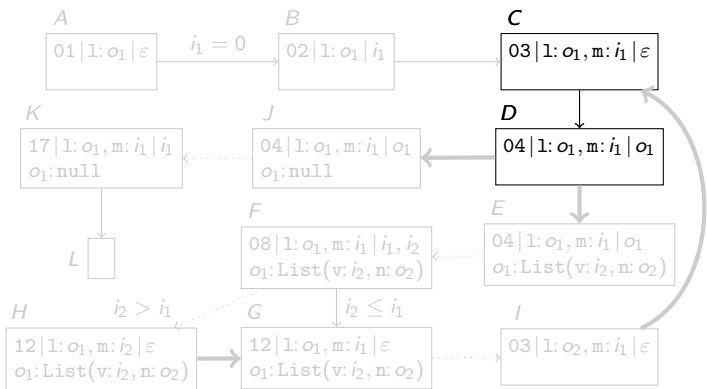 A
B
C
01 | l: o₁ | ε
i₁ = 0
02 | l: o₁ | i₁
03 | l: o₁, m: i₁ | ε
K
J
D
17 | l: o₁, m: i₁ | i₁
o₁: null
04 | l: o₁, m: i₁ | o₁
o₁: null
04 | l: o₁, m: i₁ | o₁
F
E
L
08 | l: o₁, m: i₁ | i₁, i₂
o₁: List(v: i₂, n: o₂)
04 | l: o₁, m: i₁ | o₁
o₁: List(v: i₂, n: o₂)
H
i₂ > i₁
G
i₂ ≤ i₁
I
12 | l: o₁, m: i₂ | ε
o₁: List(v: i₂, n: o₂)
12 | l: o₁, m: i₁ | ε
o₁: List(v: i₂, n: o₂)
03 | l: o₂, m: i₁ | ε